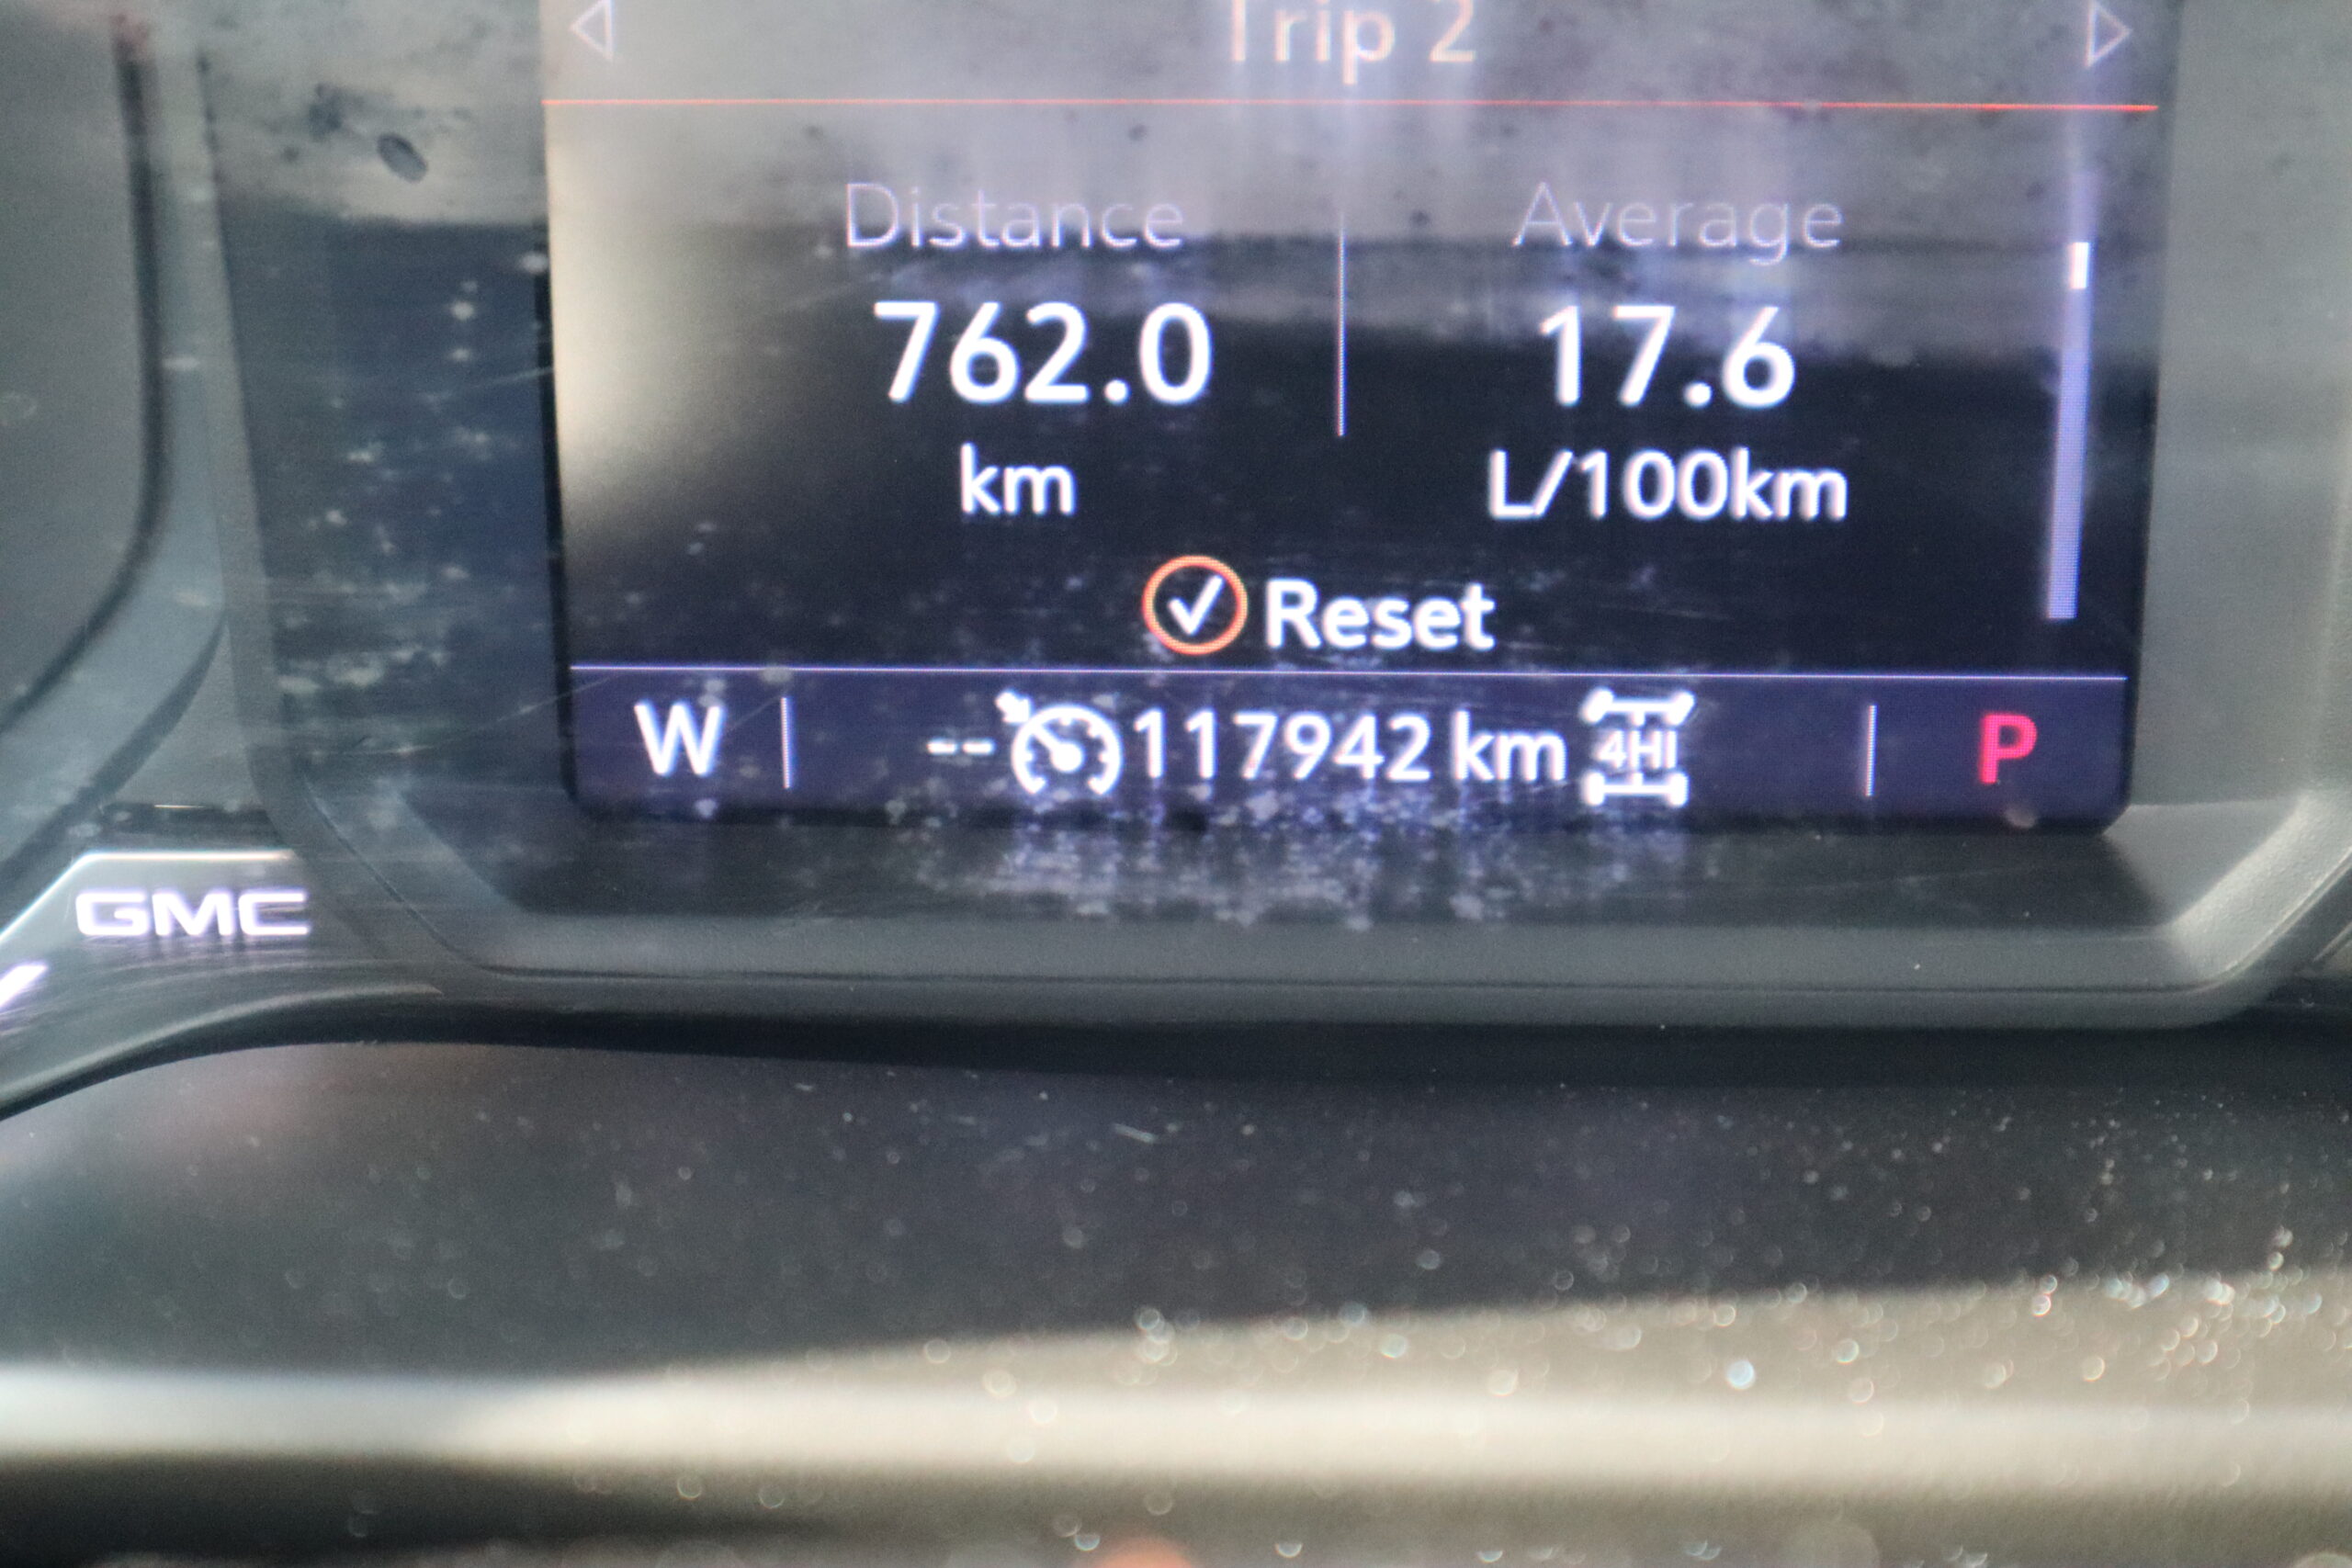 Trip 2
Distance
Average
762.0
17.6
km
L/100km
Reset
W
-- 117942 km 4HI
P
GMC